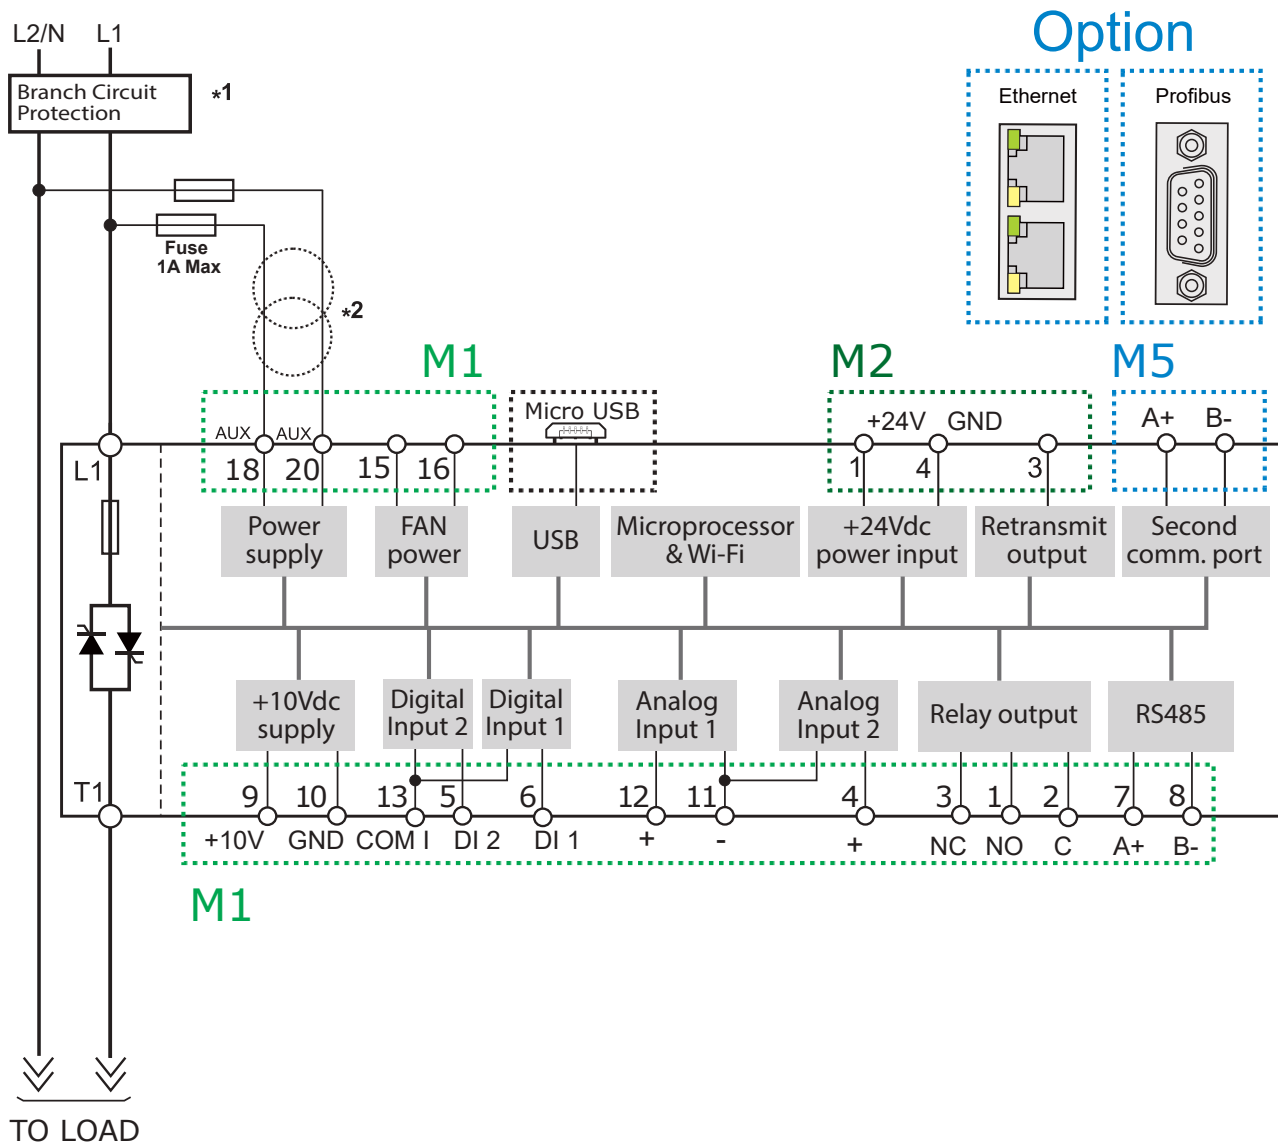 Option
L2/N L1
Branch Circuit
Protection
*1
Ethernet Profibus
Fuse
1A Max
*2
M1 M2 M5
Micro USB
AUX AUX
+24V GND
A+ B-
L1
18 20 15 16
1 4 3
Power
supply
FAN
power
USB
Microprocessor
& Wi-Fi
+24Vdc
power input
Retransmit
output
Second
comm. port
+10Vdc
supply
Digital
Input 2
Digital
Input 1
Analog
Input 1
Analog
Input 2
Relay output
RS485
T1
9 10 13 5 6 12 11 4 3 1 2 7 8
+10V GND COM I DI 2 DI 1 + - + NC NO C A+ B-
M1
TO LOAD